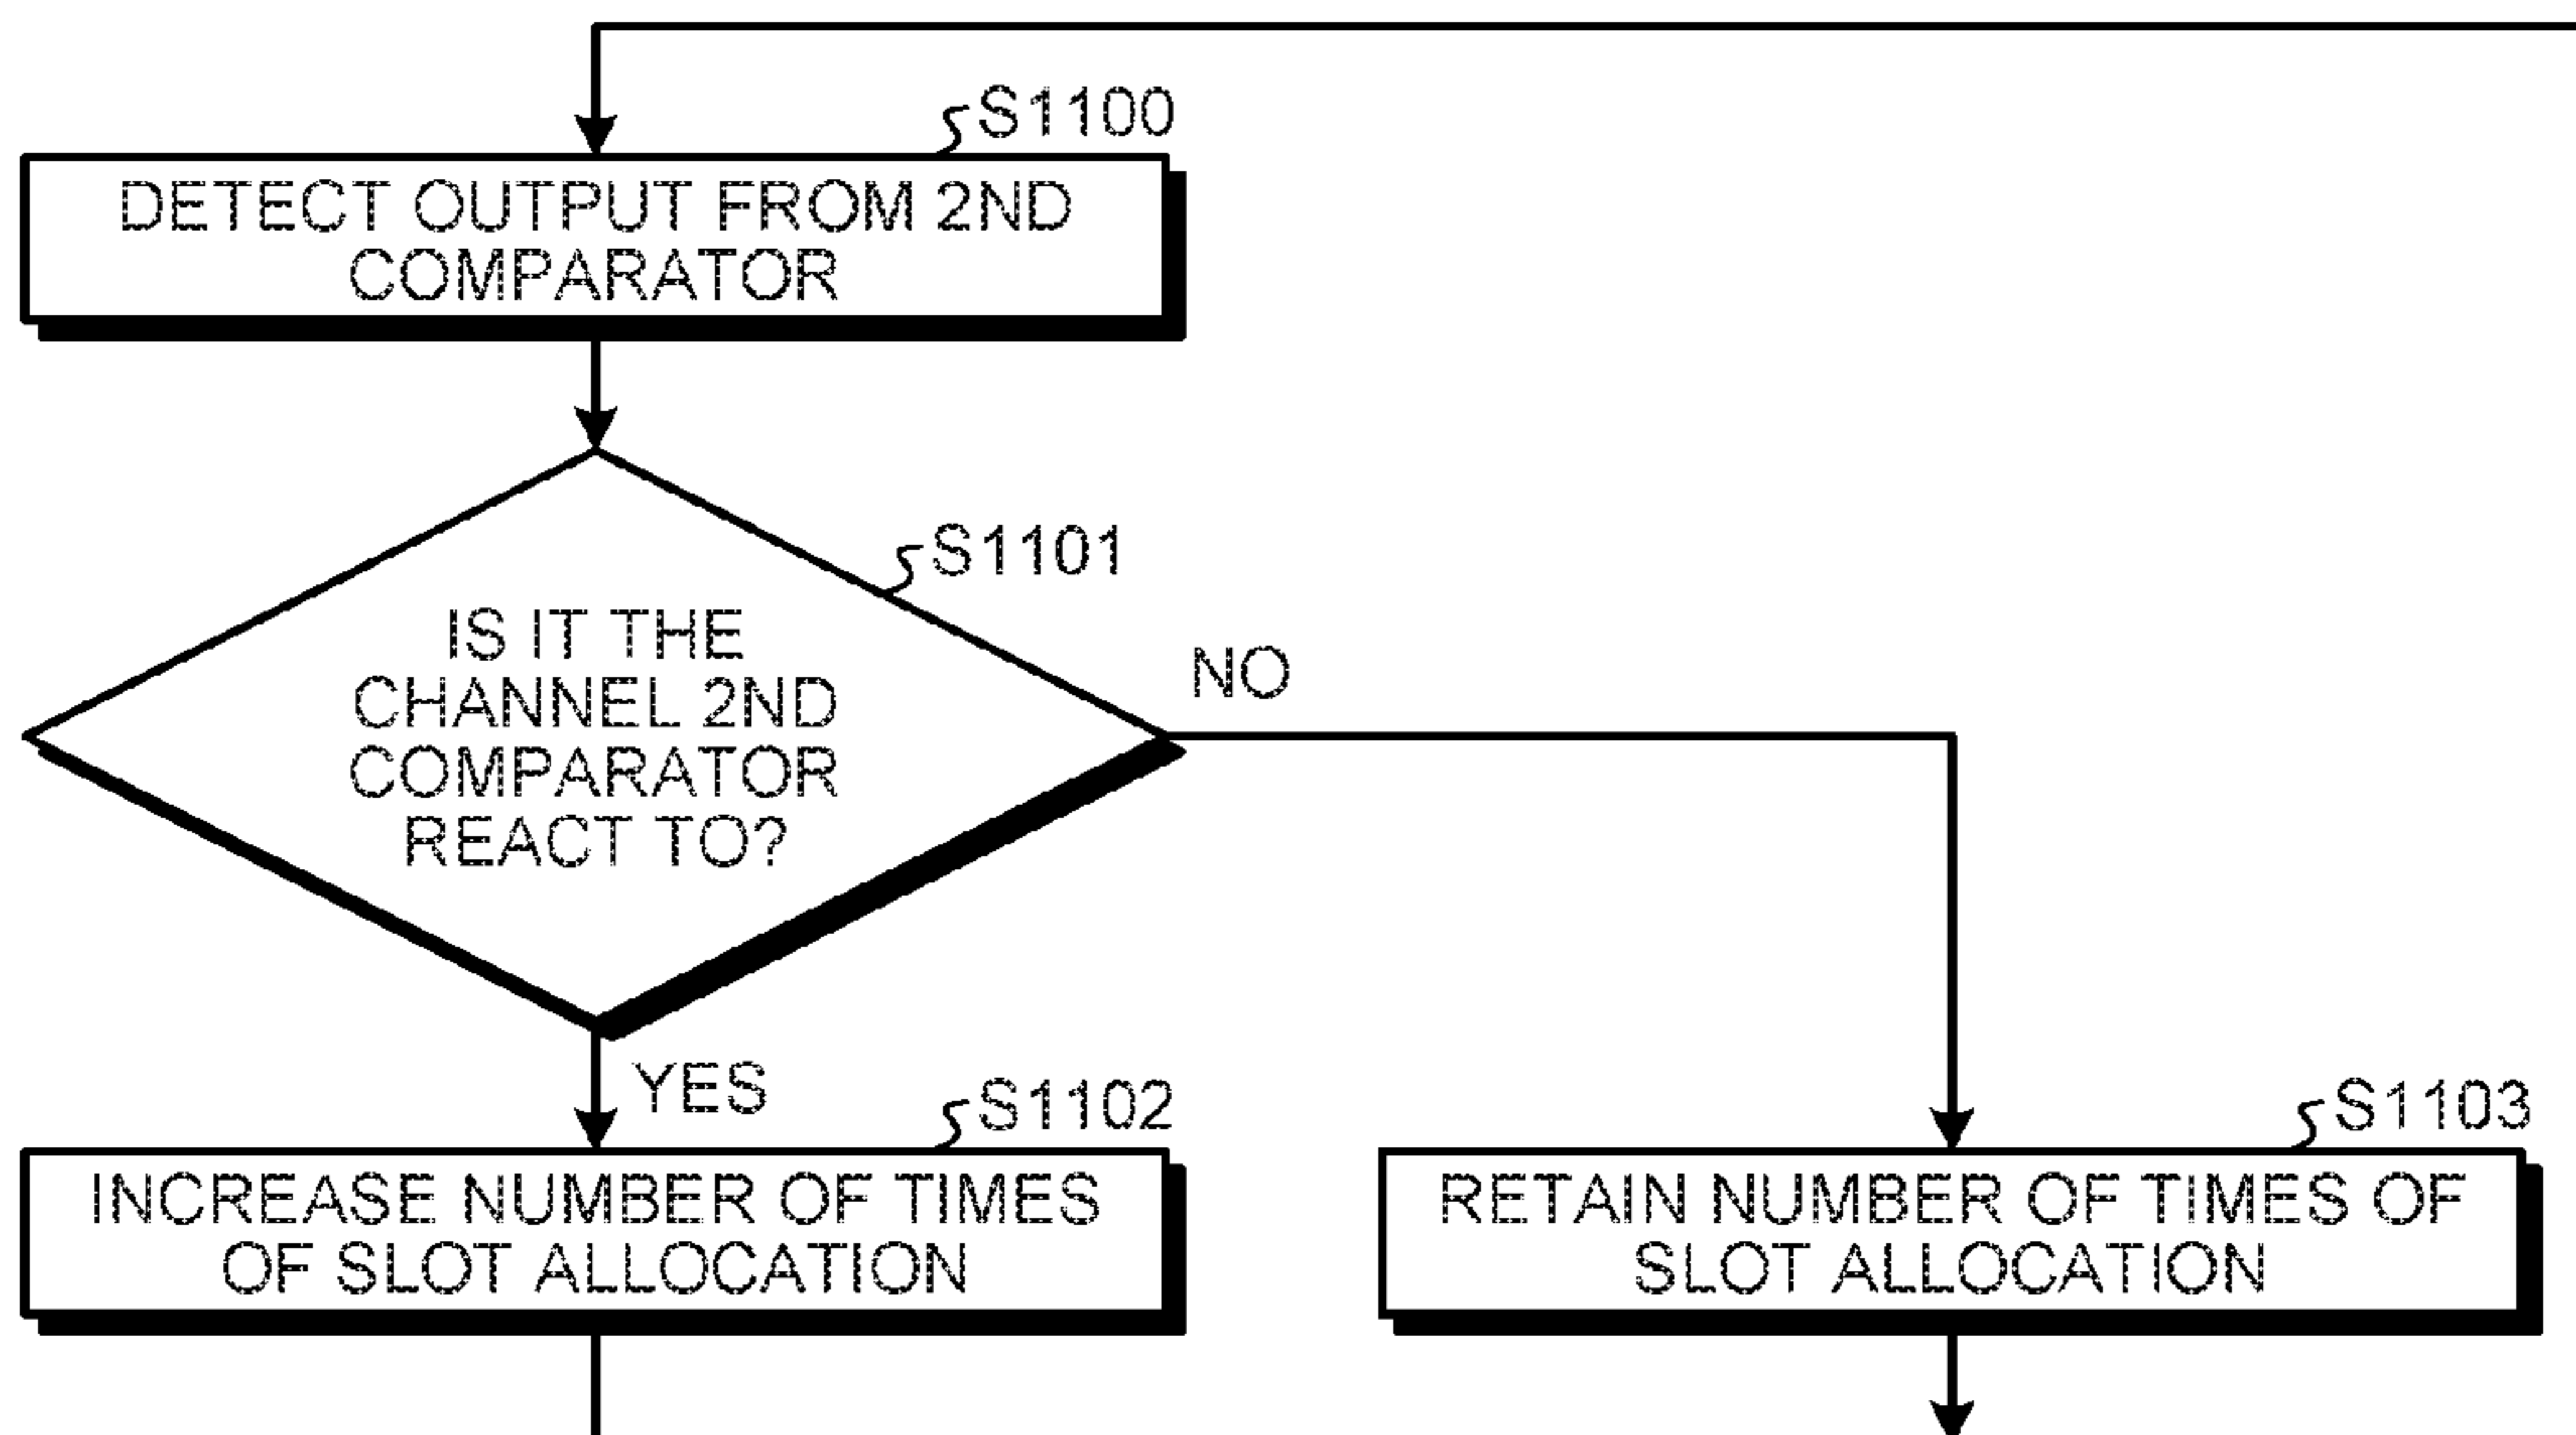 S1100
DETECT OUTPUT FROM 2ND
COMPARATOR
S1101
IS IT THE
CHANNEL 2ND
COMPARATOR
REACT TO?
NO
YES
S1102
INCREASE NUMBER OF TIMES
OF SLOT ALLOCATION
S1103
RETAIN NUMBER OF TIMES OF
SLOT ALLOCATION